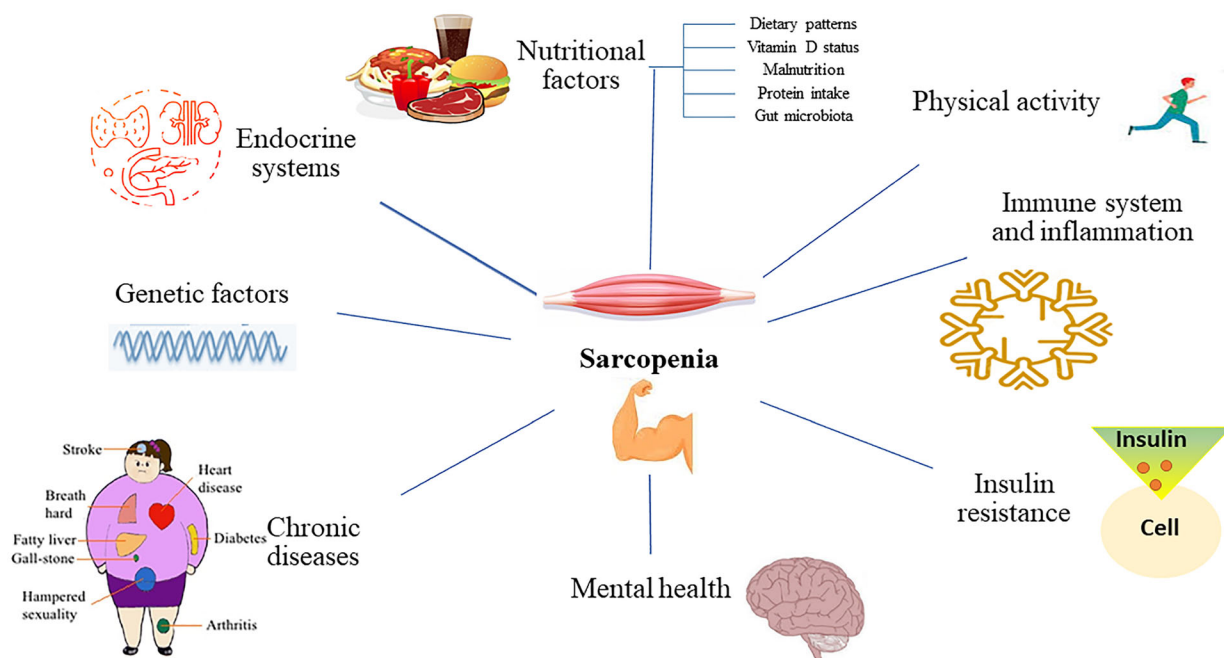 Nutritional
factors
Dietary patterns
Vitamin D status
Malnutrition
Protein intake
Gut microbiota
Physical activity
Endocrine
systems
Immune system
and inflammation
Genetic factors
Sarcopenia
Stroke
Heart
disease
Breath
hard
Fatty liver
Diabetes
Gall-stone
Hampered
sexuality
Arthritis
Chronic
diseases
Mental health
Insulin
resistance
Insulin
Cell